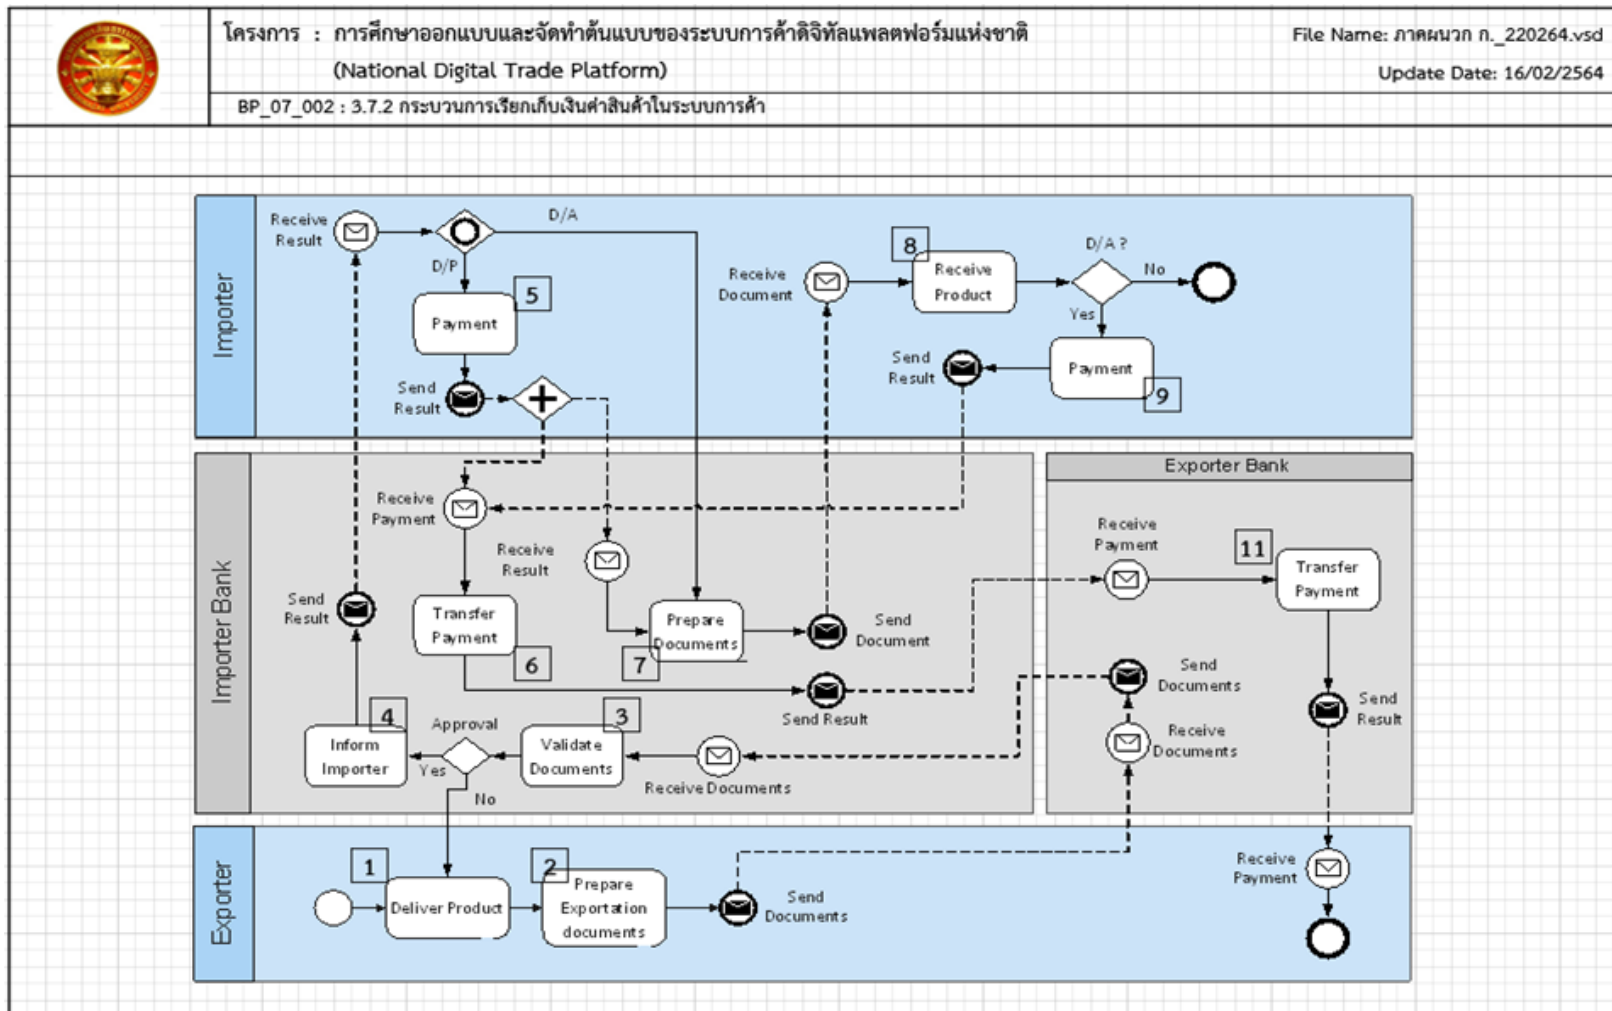 โครงการ : การศึกษาออกแบบและจัดทำต้นแบบของระบบการค้าดิจิทัลแพลตฟอร์มแห่งชาติ
(National Digital Trade Platform)
File Name: ภาคผนวก ก._220264.vsd
Update Date: 16/02/2564
BP_07_002 : 3.7.2 กระบวนการเรียกเก็บเงินค่าสินค้าในระบบการค้า
Importer
Receive
Result
D/A
D/P
5
Payment
Send
Result
Receive
Document
8
Receive
Product
D/A ?
No
Yes
Payment
9
Send
Result
Importer Bank
Receive
Payment
Receive
Result
Send
Result
Transfer
Payment
6
Prepare
Documents
7
Send
Document
Send Result
4
Inform
Importer
Approval
Yes
No
3
Validate
Documents
Receive Documents
Exporter Bank
Receive
Payment
11
Transfer
Payment
Send
Documents
Receive
Documents
Send
Result
Exporter
1
Deliver Product
2
Prepare
Exportation
documents
Send
Documents
Receive
Payment